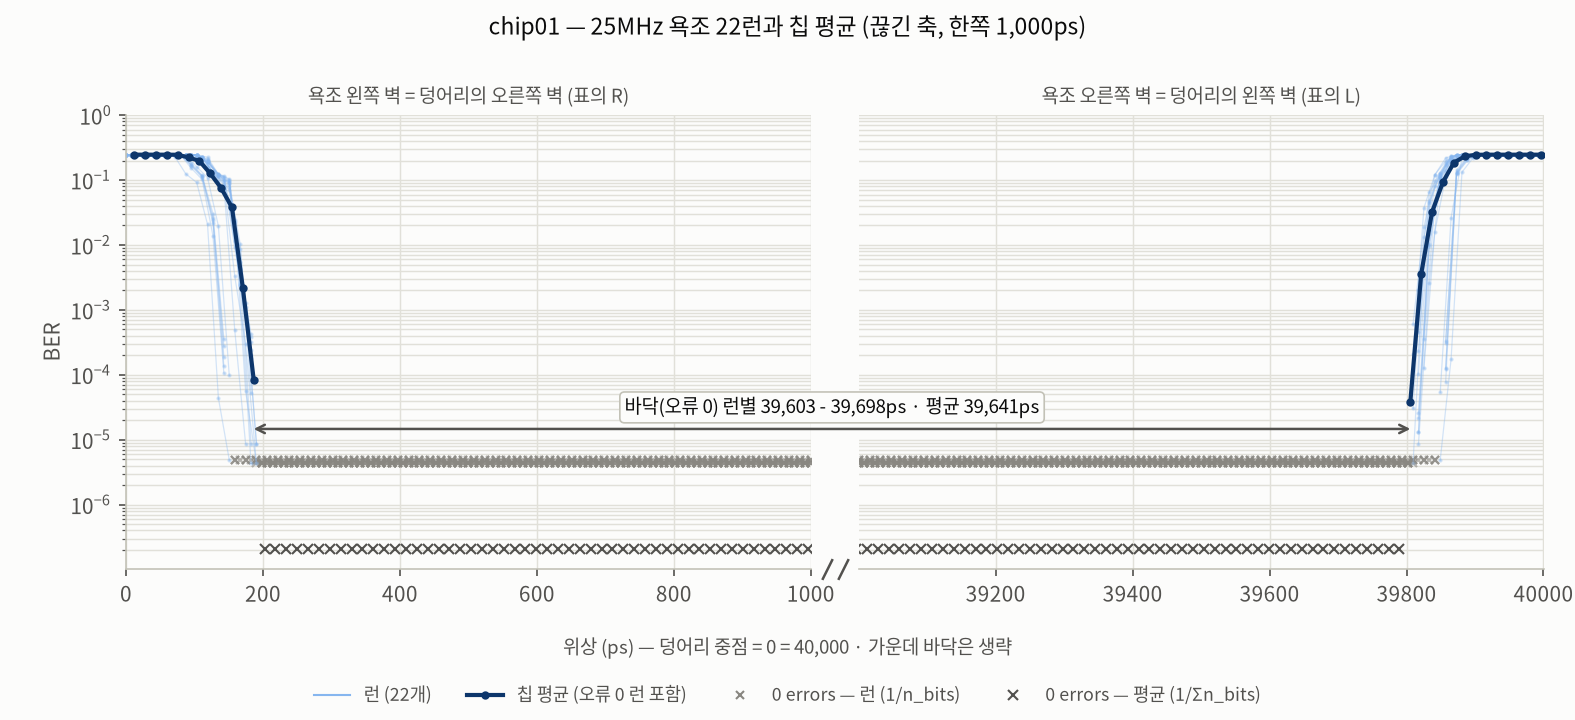 chip01 — 25MHz 욕조 22런과 칩 평균 (끊긴 축, 한쪽 1,000ps)
욕조 왼쪽 벽 = 덩어리의 오른쪽 벽 (표의 R)
욕조 오른쪽 벽 = 덩어리의 왼쪽 벽 (표의 L)
BER
10⁰
10⁻¹
10⁻²
10⁻³
10⁻⁴
10⁻⁵
10⁻⁶
바닥(오류 0) 런별 39,603 - 39,698ps · 평균 39,641ps
0 200 400 600 800 1000 39200 39400 39600 39800 40000
위상 (ps) — 덩어리 중점 = 0 = 40,000 · 가운데 바닥은 생략
런 (22개) 칩 평균 (오류 0 런 포함) 0 errors — 런 (1/n_bits) 0 errors — 평균 (1/Σn_bits)